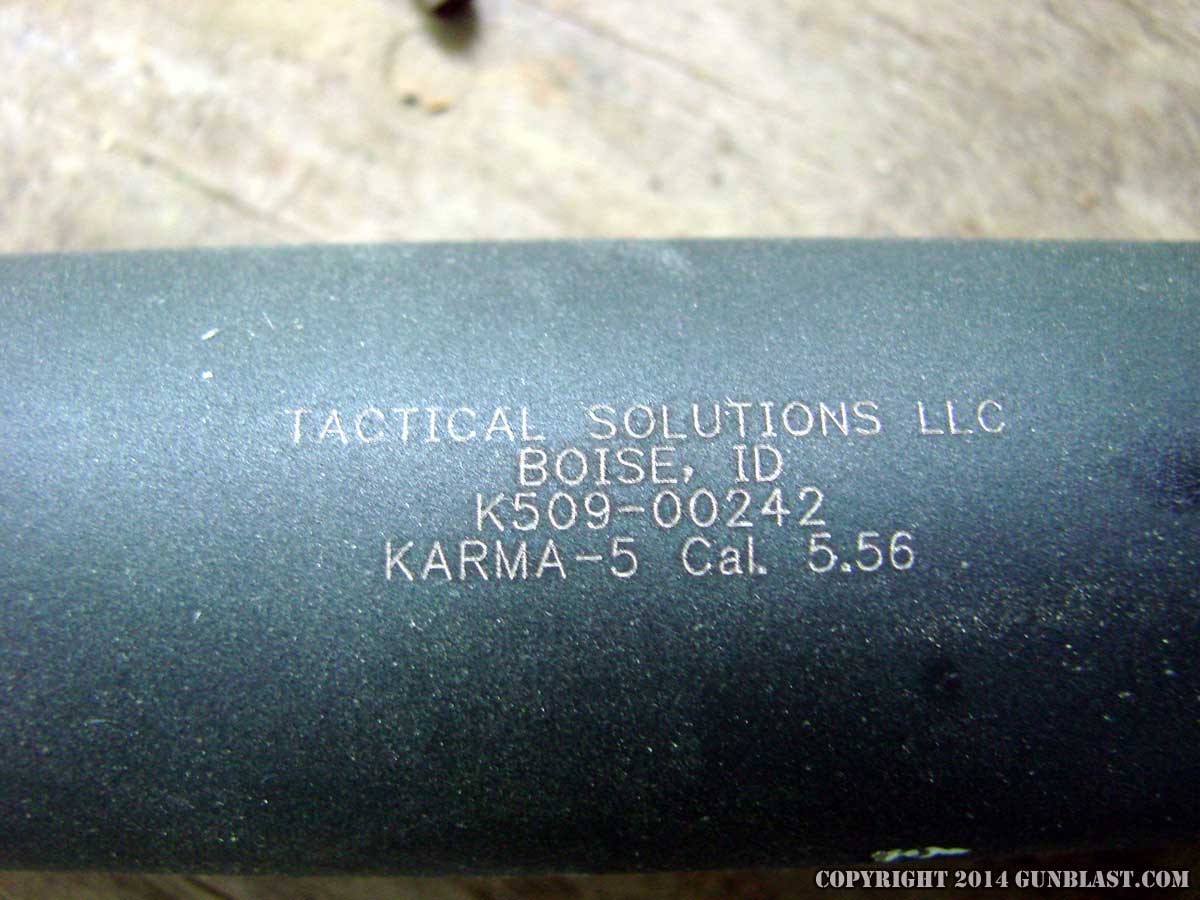 TACTICAL SOLUTIONS LLC
BOISE, ID
K509-00242
KARMA-5 Cal. 5.56
COPYRIGHT 2014 GUNBLAST.COM